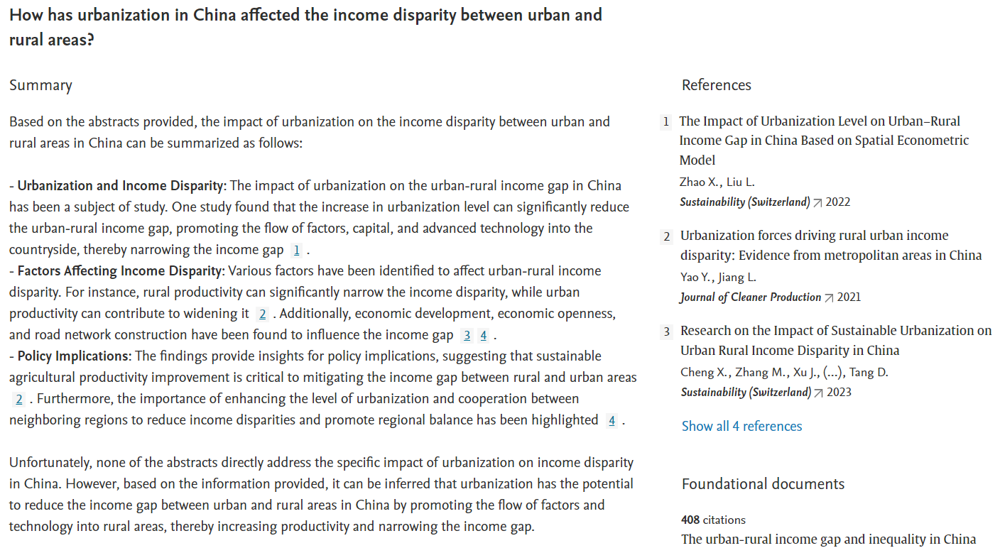 How has urbanization in China affected the income disparity between urban and
rural areas?
Summary
Based on the abstracts provided, the impact of urbanization on the income disparity between urban and
rural areas in China can be summarized as follows:
- Urbanization and Income Disparity: The impact of urbanization on the urban-rural income gap in China
has been a subject of study. One study found that the increase in urbanization level can significantly reduce
the urban-rural income gap, promoting the flow of factors, capital, and advanced technology into the
countryside, thereby narrowing the income gap 1 .
- Factors Affecting Income Disparity: Various factors have been identified to affect urban-rural income
disparity. For instance, rural productivity can significantly narrow the income disparity, while urban
productivity can contribute to widening it 2 . Additionally, economic development, economic openness,
and road network construction have been found to influence the income gap 3 4 .
- Policy Implications: The findings provide insights for policy implications, suggesting that sustainable
agricultural productivity improvement is critical to mitigating the income gap between rural and urban areas
2 . Furthermore, the importance of enhancing the level of urbanization and cooperation between
neighboring regions to reduce income disparities and promote regional balance has been highlighted 4 .
Unfortunately, none of the abstracts directly address the specific impact of urbanization on income disparity
in China. However, based on the information provided, it can be inferred that urbanization has the potential
to reduce the income gap between urban and rural areas in China by promoting the flow of factors and
technology into rural areas, thereby increasing productivity and narrowing the income gap.
References
1 The Impact of Urbanization Level on Urban–Rural
Income Gap in China Based on Spatial Econometric
Model
Zhao X., Liu L.
Sustainability (Switzerland) 2022
2 Urbanization forces driving rural urban income
disparity: Evidence from metropolitan areas in China
Yao Y., Jiang L.
Journal of Cleaner Production 2021
3 Research on the Impact of Sustainable Urbanization on
Urban Rural Income Disparity in China
Cheng X., Zhang M., Xu J., (...), Tang D.
Sustainability (Switzerland) 2023
Show all 4 references
Foundational documents
408 citations
The urban-rural income gap and inequality in China